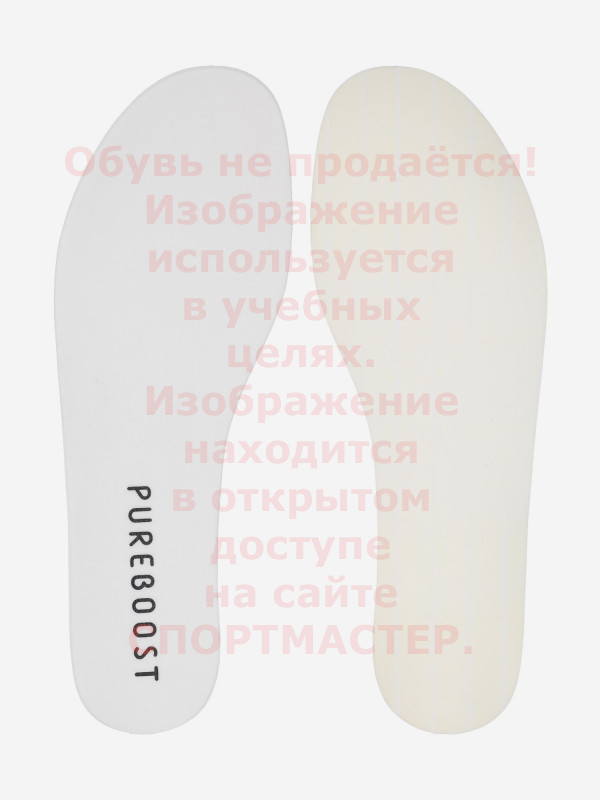 Обувь не продаётся!
Изображение
используется
в учебных
целях.
Изображение
находится
в открытом
доступе
на сайте
СПОРТМАСТЕР.
PUREBOOST